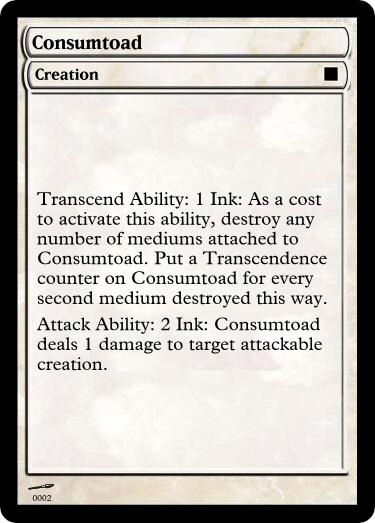 Consumtoad
Creation
Transcend Ability: 1 Ink: As a cost
to activate this ability, destroy any
number of mediums attached to
Consumtoad. Put a Transcendence
counter on Consumtoad for every
second medium destroyed this way.
Attack Ability: 2 Ink: Consumtoad
deals 1 damage to target attackable
creation.
0002